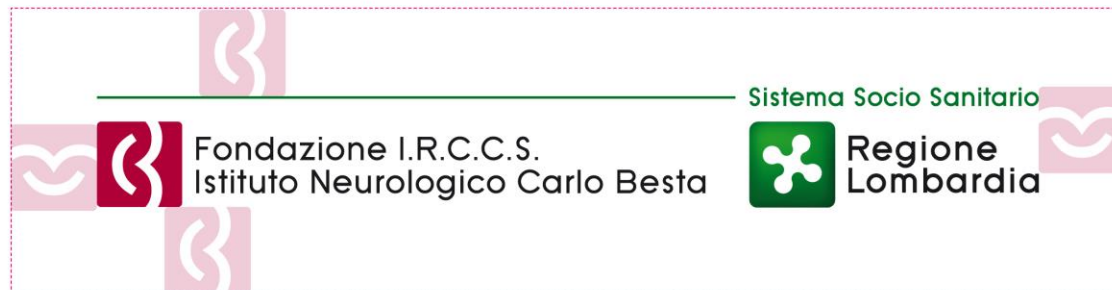 Sistema Socio Sanitario
Fondazione I.R.C.C.S.
Istituto Neurologico Carlo Besta
Regione
Lombardia